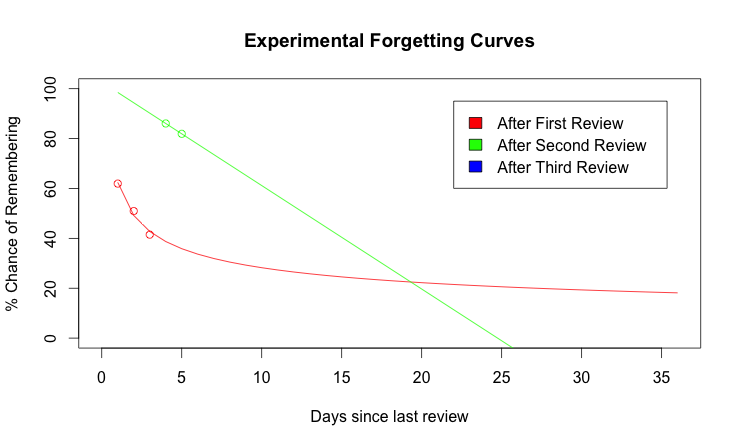 Experimental Forgetting Curves
% Chance of Remembering
100
80
60
40
20
0
After First Review
After Second Review
After Third Review
0 5 10 15 20 25 30 35
Days since last review